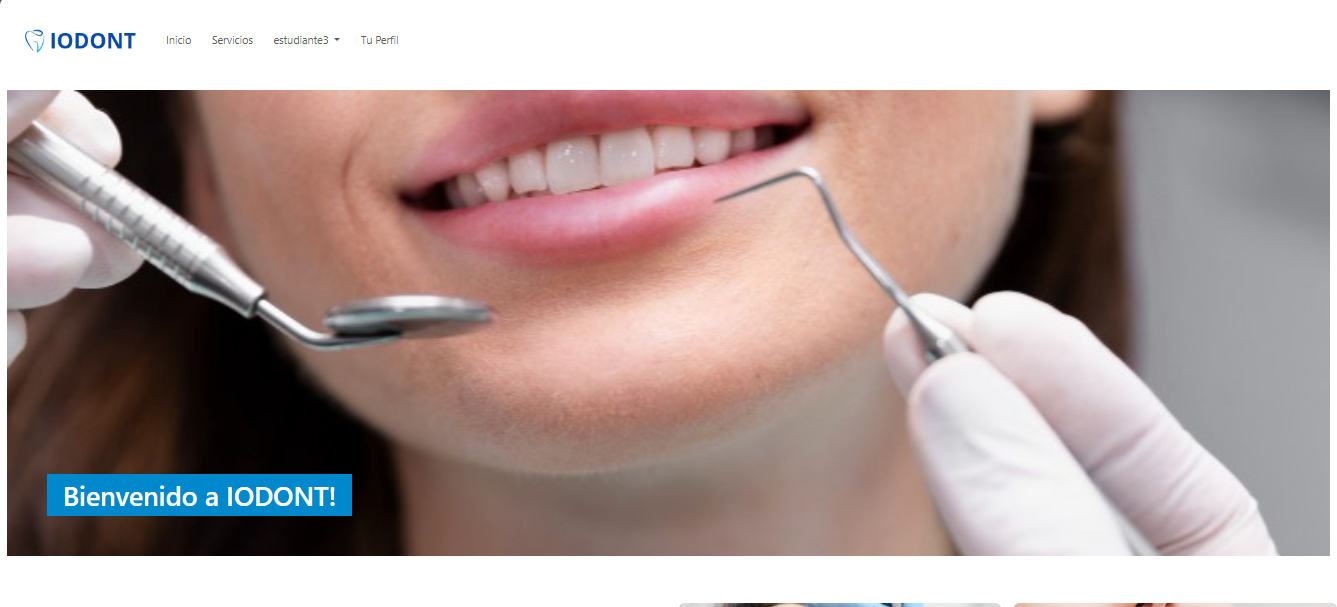 IODONT
Inicio Servicios estudiante3 Tu Perfil
Bienvenido a IODONT!